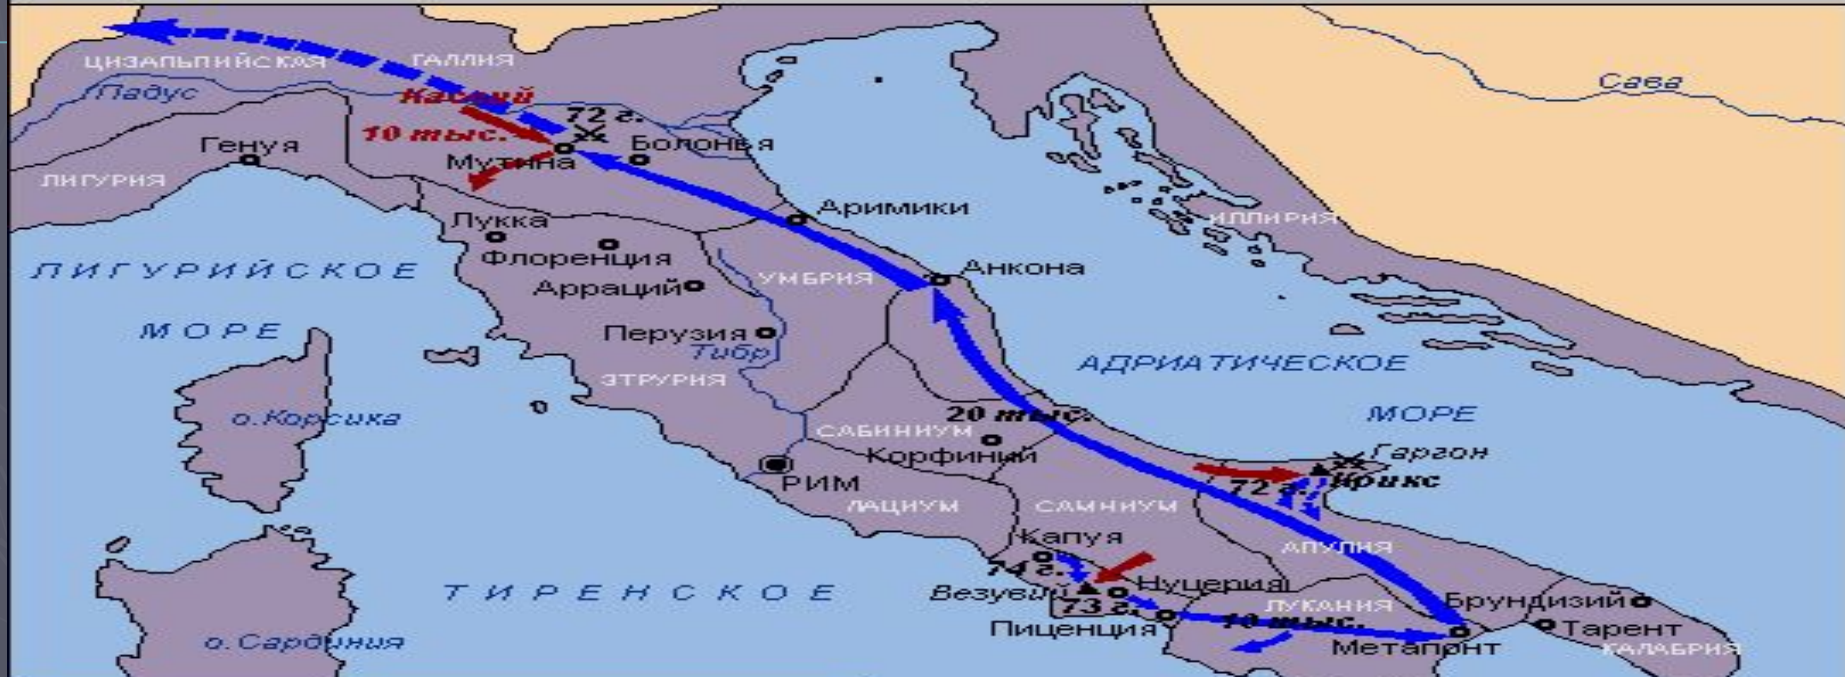 ЦИЗАЛЬПИЙСКАЯ ГАЛЛИЯ
Падус
Кассий
10 тыс.
72 г.
Генуя
Мутина
Болонья
ЛИГУРИЯ
Сава
Лукка
Флоренция
Аримики
ИЛЛИРИЯ
ЛИГУРИЙСКОЕ
МОРЕ
Арраций
УМБРИЯ
Анкона
Перузия
Тибр
ЭТРУРИЯ
АДРИАТИЧЕСКОЕ
МОРЕ
о.Корсика
20 тыс.
САБИНИУМ
Корфиний
РИМ
Гаргон
Крикс
72 г.
ЛАЦИУМ
САМНИУМ
АПУЛИЯ
Капуя
74 г.
ТИРЕНСКОЕ
Везувий
Нуцерия
73 г.
Пиценция
ЛУКАНИЯ
10 тыс.
Брундизий
Метапонт
Тарент
КАЛАБРИЯ
о.Сардиния